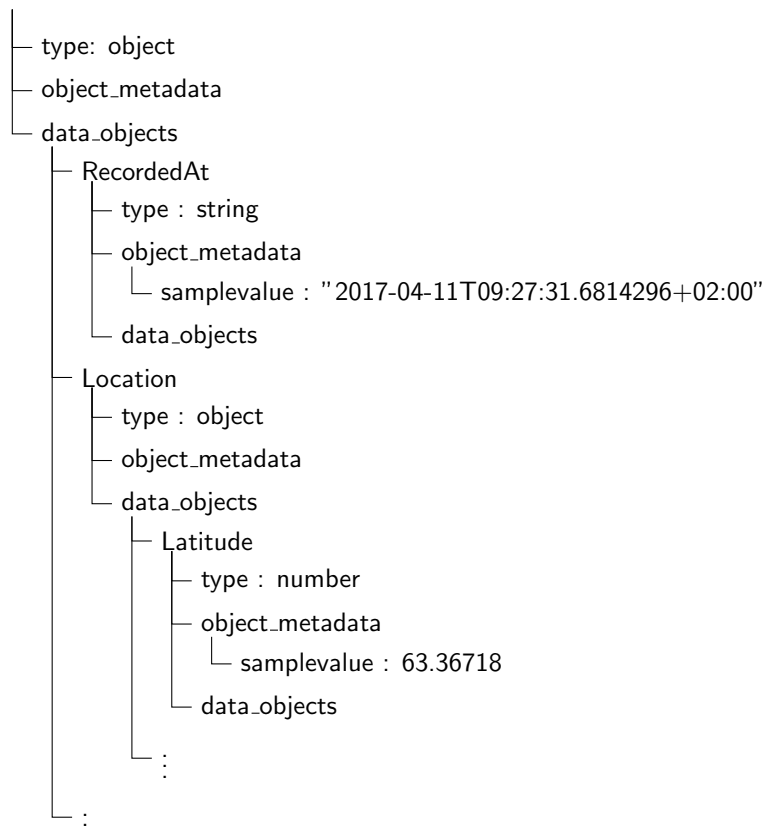 type: object
object_metadata
data_objects
RecordedAt
type : string
object_metadata
samplevalue : "2017-04-11T09:27:31.6814296+02:00"
data_objects
Location
type : object
object_metadata
data_objects
Latitude
type : number
object_metadata
samplevalue : 63.36718
data_objects
⋮
⋮